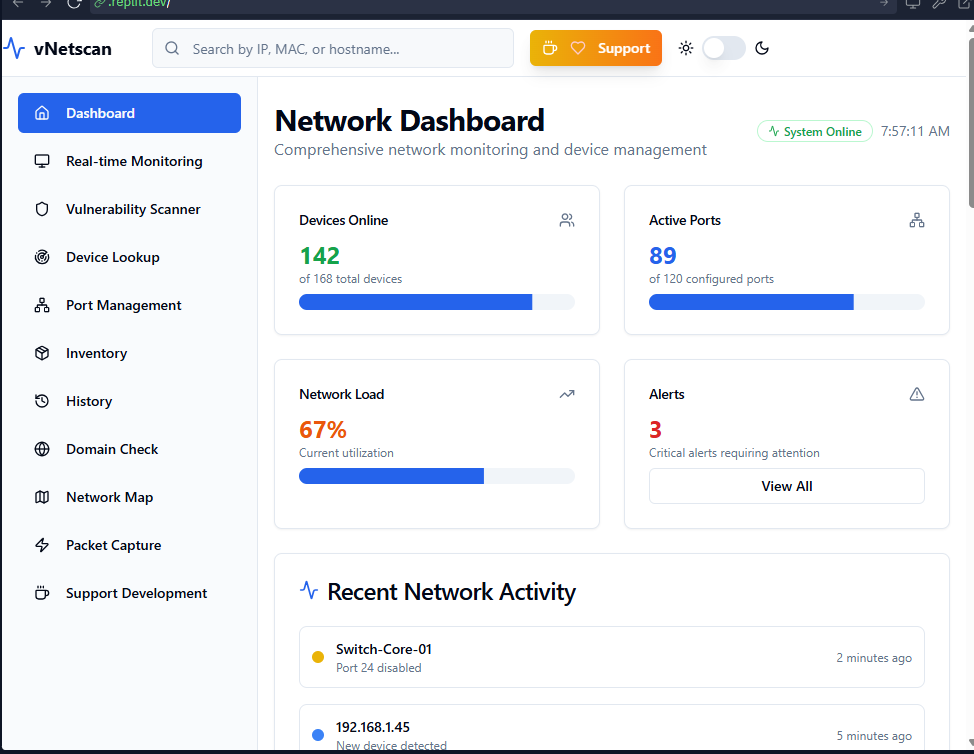 .replit.dev/
vNetscan
Search by IP, MAC, or hostname...
Support
Dashboard
Real-time Monitoring
Vulnerability Scanner
Device Lookup
Port Management
Inventory
History
Domain Check
Network Map
Packet Capture
Support Development
Network Dashboard
Comprehensive network monitoring and device management
System Online
7:57:11 AM
Devices Online
142
of 168 total devices
Active Ports
89
of 120 configured ports
Network Load
67%
Current utilization
Alerts
3
Critical alerts requiring attention
View All
Recent Network Activity
Switch-Core-01
Port 24 disabled
2 minutes ago
192.168.1.45
New device detected
5 minutes ago